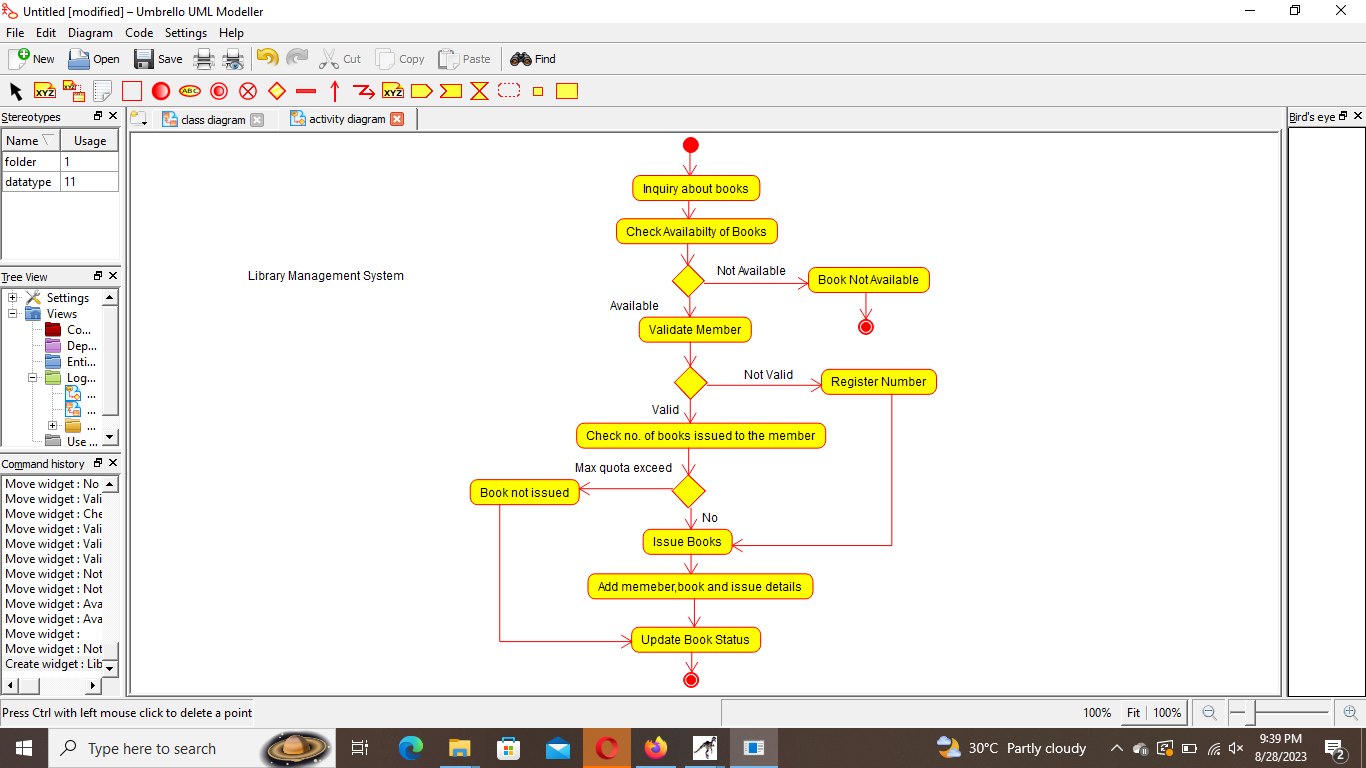 Untitled [modified] – Umbrello UML Modeller
File Edit Diagram Code Settings Help
New Open Save Cut Copy Paste Find
XYZ XYZ ABC XYZ
Stereotypes
class diagram activity diagram
Bird's eye
Name Usage
folder 1
datatype 11
Tree View
Settings
Views
Co...
Dep...
Enti...
Log...
...
...
...
Use ...
Command history
Move widget : No
Move widget : Vali
Move widget : Che
Move widget : Vali
Move widget : Vali
Move widget : Vali
Move widget : Not
Move widget : Not
Move widget : Ava
Move widget : Ava
Move widget :
Move widget : Not
Create widget : Lib
Library Management System
Inquiry about books
Check Availabilty of Books
Not Available
Book Not Available
Available
Validate Member
Not Valid
Register Number
Valid
Check no. of books issued to the member
Max quota exceed
Book not issued
No
Issue Books
Add memeber,book and issue details
Update Book Status
Press Ctrl with left mouse click to delete a point
100% Fit 100%
Type here to search
30°C Partly cloudy
9:39 PM
8/28/2023
2